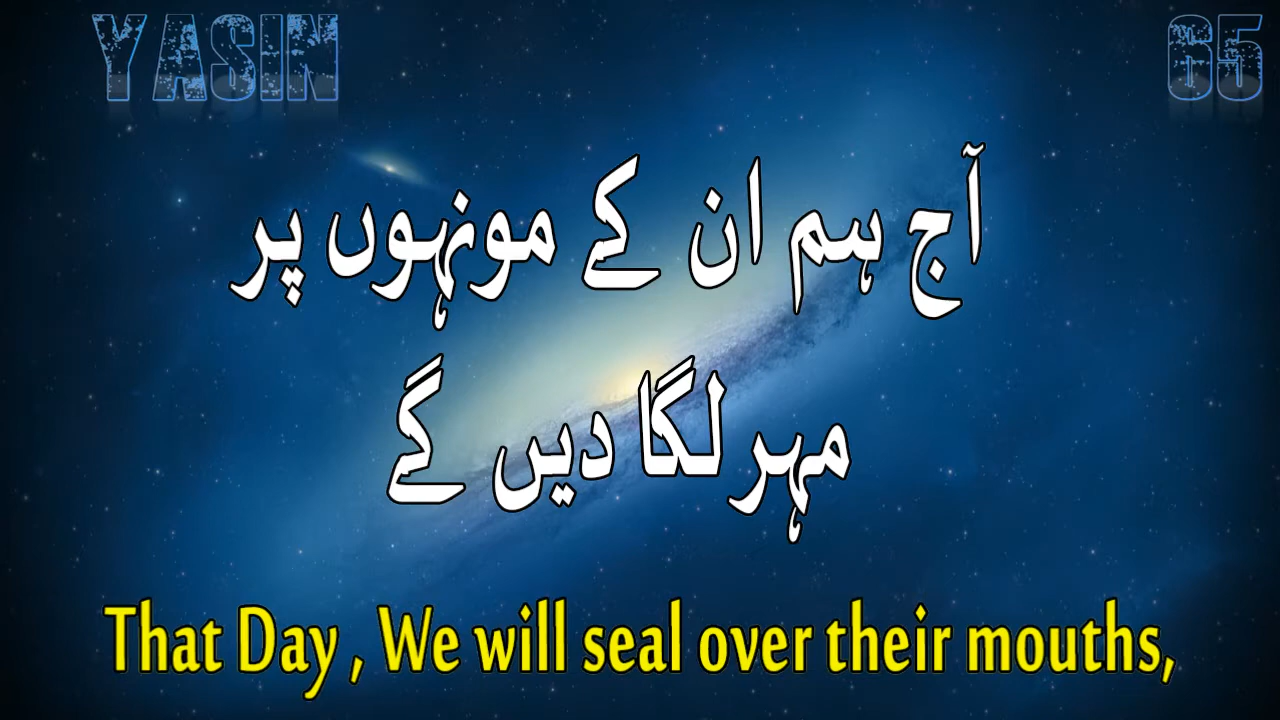 YASIN
65
آج ہم ان کے مونہوں پر
مہر لگا دیں گے
That Day , We will seal over their mouths,